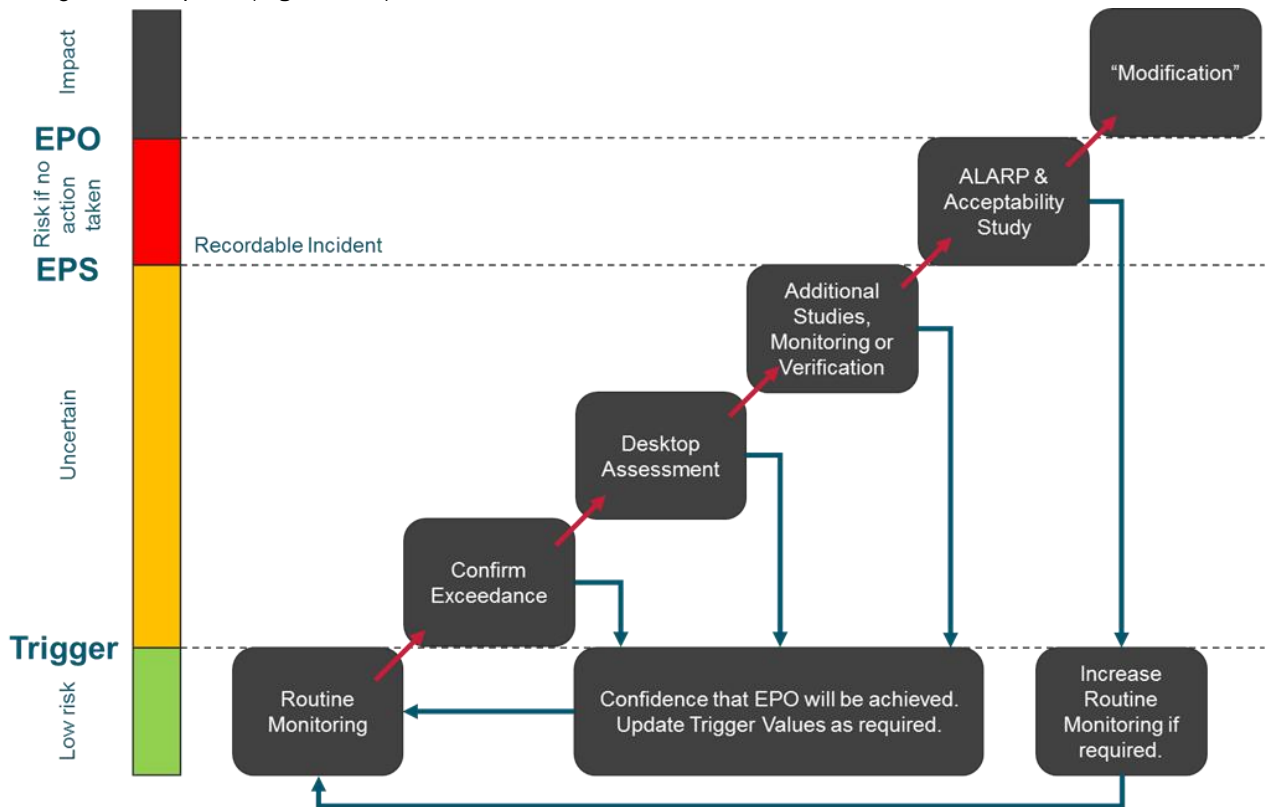 Impact
"Modification"
EPO
Risk if no
action
taken
ALARP &
Acceptability
Study
Recordable Incident
EPS
Additional
Studies,
Monitoring or
Verification
Uncertain
Desktop
Assessment
Confirm
Exceedance
Trigger
Low risk
Routine
Monitoring
Confidence that EPO will be achieved.
Update Trigger Values as required.
Increase
Routine
Monitoring if
required.